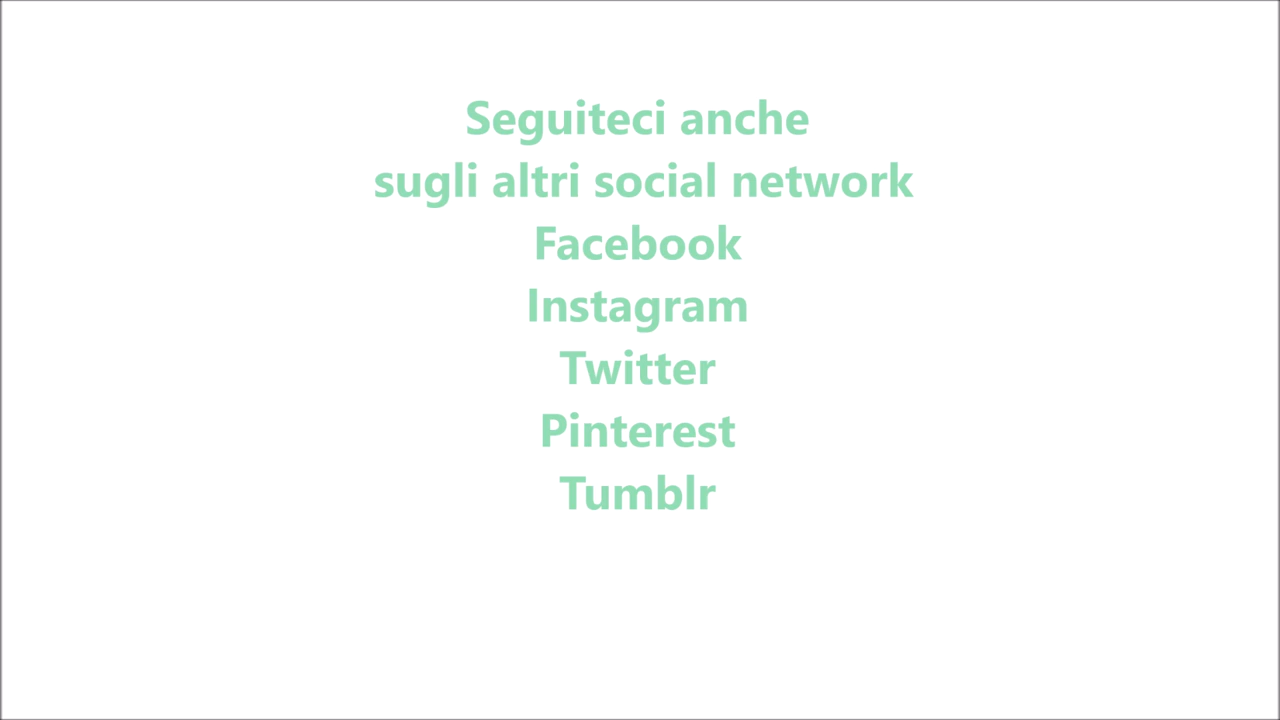 Seguiteci anche
sugli altri social network
Facebook
Instagram
Twitter
Pinterest
Tumblr